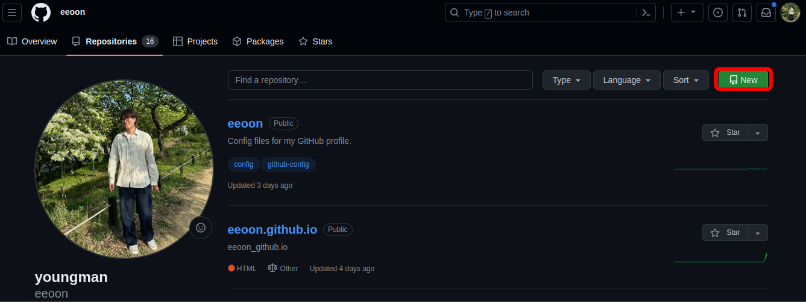 eeoon
Type / to search
Overview
Repositories 16
Projects
Packages
Stars
Find a repository…
Type
Language
Sort
New
eeoon Public
Star
Config files for my GitHub profile.
config github-config
Updated 3 days ago
eeoon.github.io Public
Star
eeoon_github.io
HTML Other Updated 4 days ago
youngman
eeoon